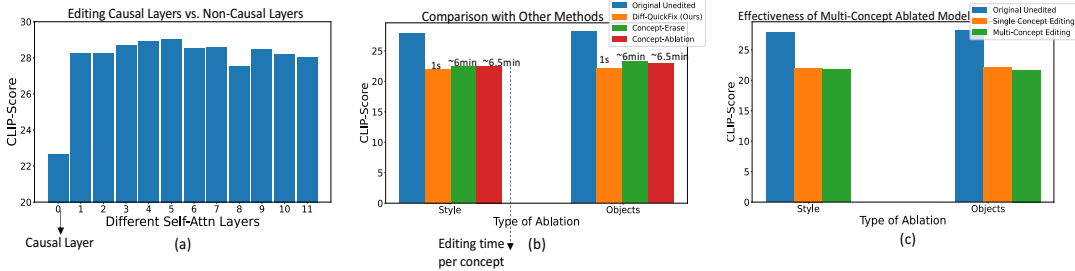 Editing Causal Layers vs. Non-Causal Layers
CLIP-Score
30
28
26
24
22
20
0 1 2 3 4 5 6 7 8 9 10 11
Different Self-Attn Layers
Causal Layer
(a)
Comparison with Other Methods
Original Unedited
Diff-QuickFix (Ours)
Concept-Erase
Concept-Ablation
CLIP-Score
25
20
15
10
5
0
1s ~6min ~6.5min
1s ~6min ~6.5min
Style Objects
Type of Ablation
Editing time
per concept
(b)
Effectiveness of Multi-Concept Ablated Model
Original Unedited
Single Concept Editing
Multi-Concept Editing
CLIP-Score
25
20
15
10
5
0
Style Objects
Type of Ablation
(c)